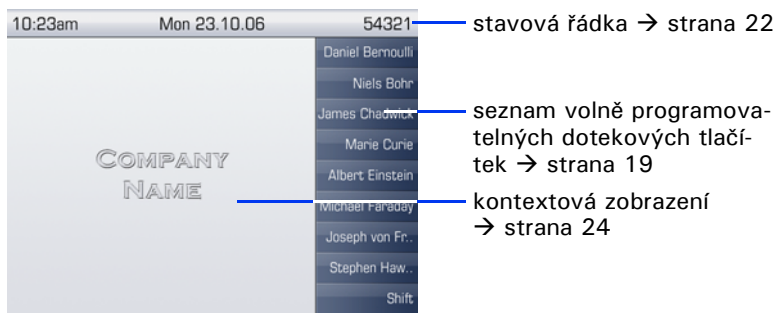 10:23am Mon 23.10.06 54321
Daniel Bernoulli
Niels Bohr
James Chadwick
Marie Curie
Albert Einstein
Michael Faraday
Joseph von Fr..
Stephen Haw..
Shift
COMPANY
NAME
stavová řádka → strana 22
seznam volně programova-
telných dotekových tlačí-
tek → strana 19
kontextová zobrazení
→ strana 24